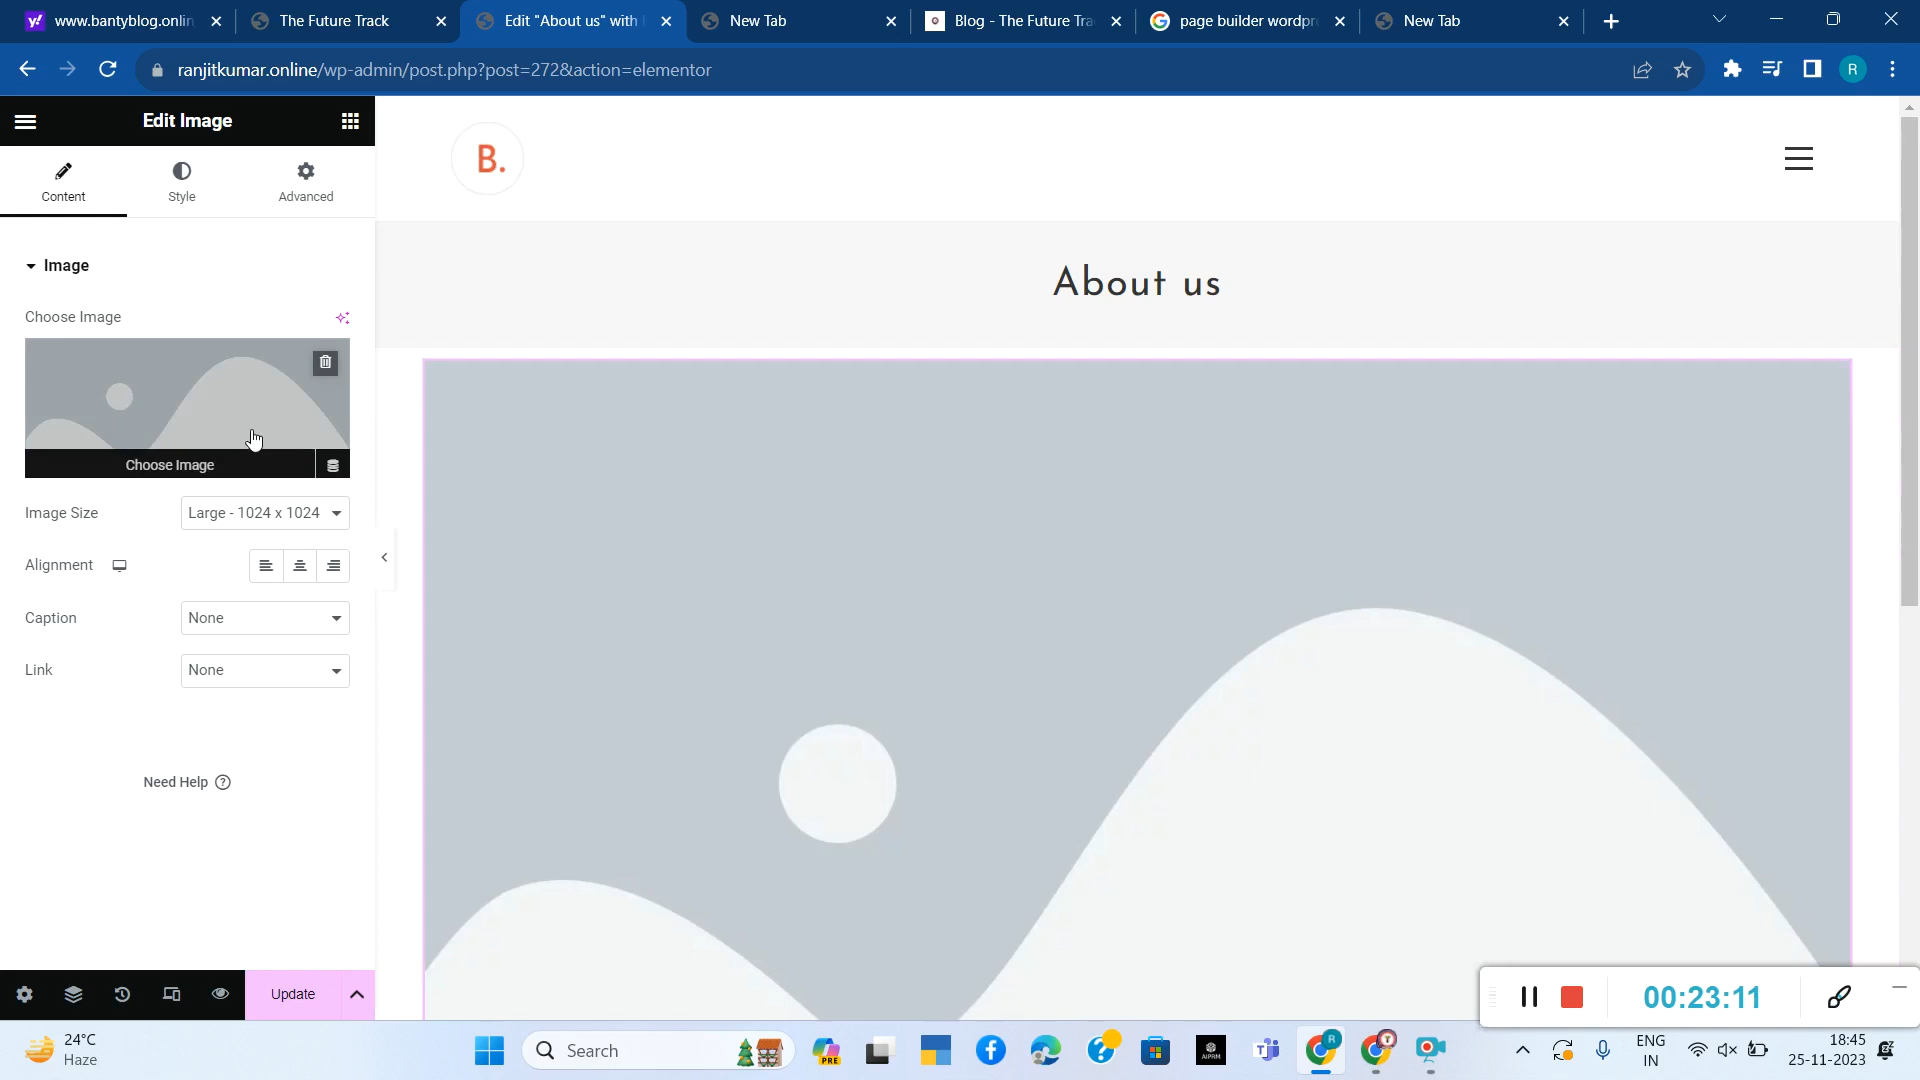 www.bantyblog.onlin
The Future Track
Edit "About us" with
New Tab
Blog - The Future Tra
page builder wordpr
New Tab
ranjitkumar.online/wp-admin/post.php?post=272&action=elementor
R
Edit Image
Content
Style
Advanced
Image
Choose Image
Choose Image
Image Size
Large - 1024 x 1024
Alignment
Caption
None
Link
None
Need Help
Update
B.
About us
00:23:11
24°C
Haze
Search
PRE
AIPRM
ENG
IN
18:45
25-11-2023